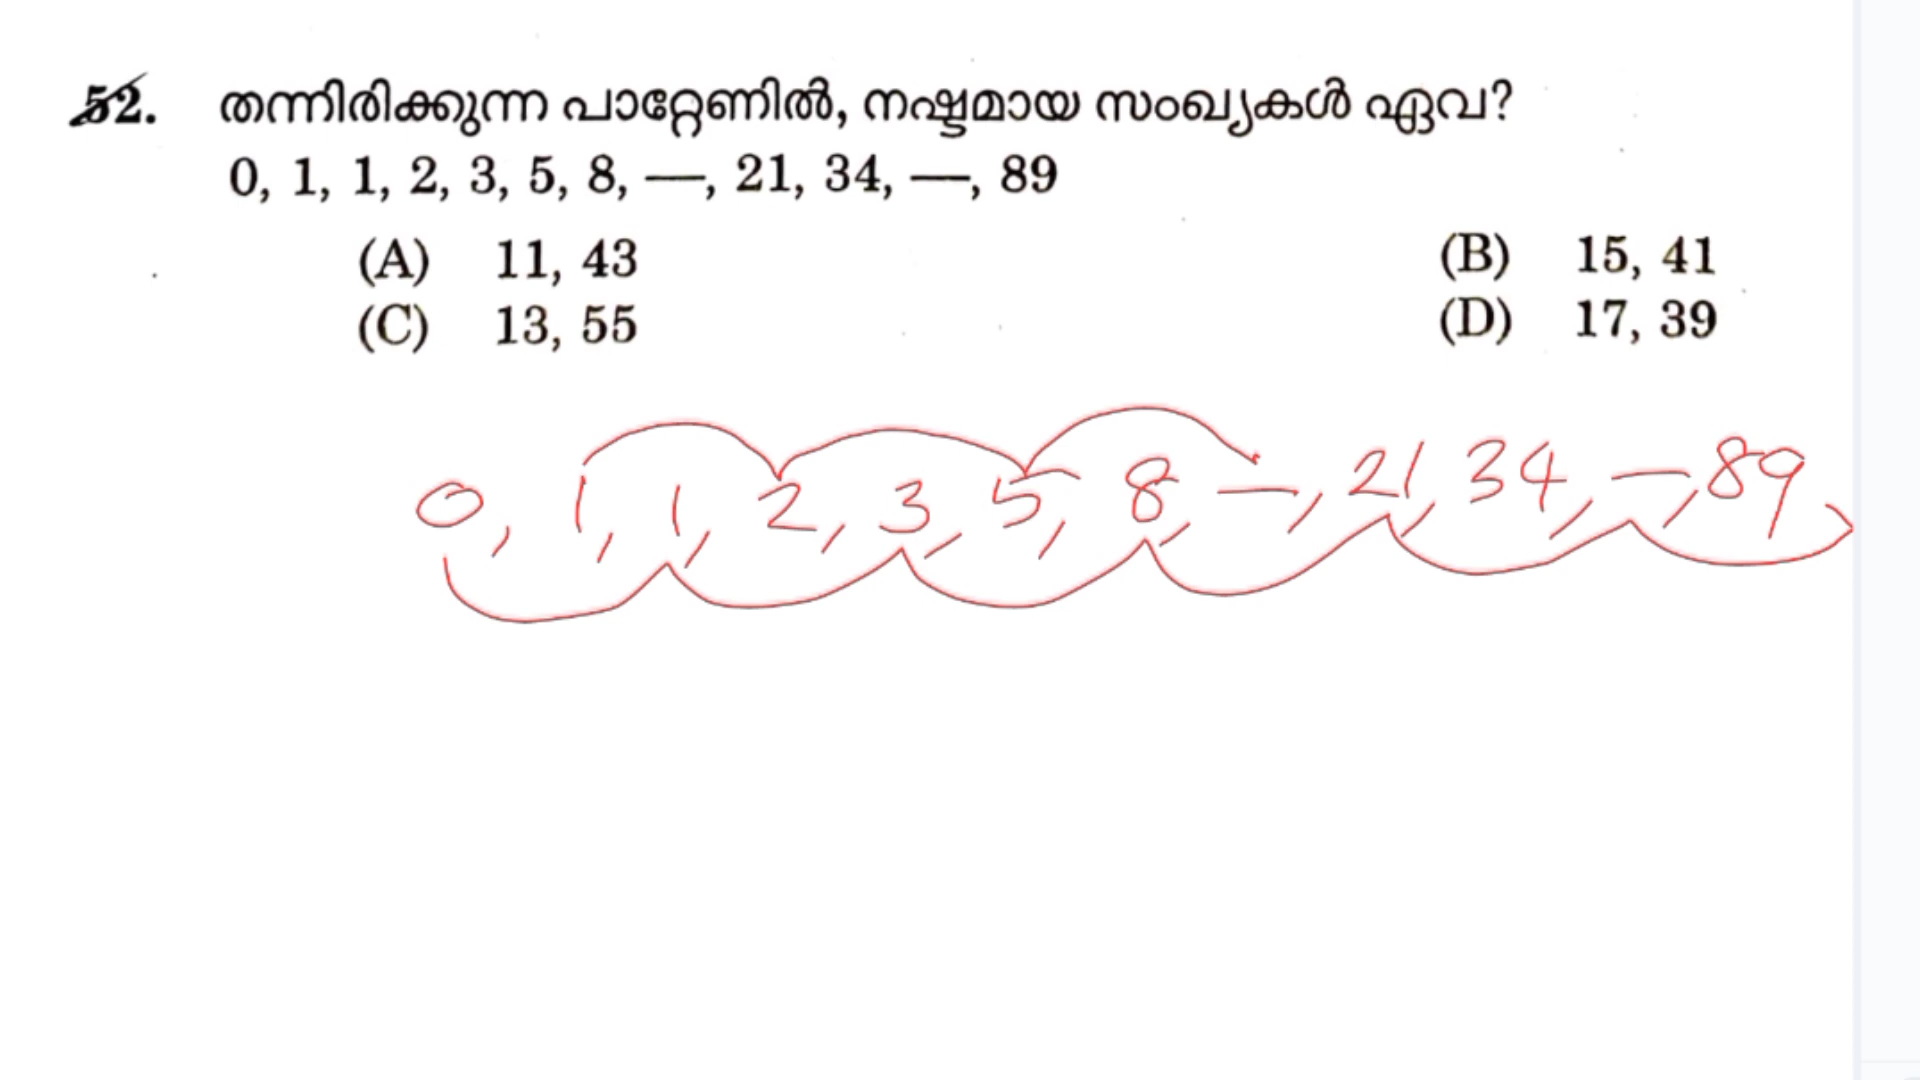 52. തന്നിരിക്കുന്ന പാറ്റേണിൽ, നഷ്ടമായ സംഖ്യകൾ ഏവ?
0, 1, 1, 2, 3, 5, 8, —, 21, 34, —, 89
(A) 11, 43 (B) 15, 41
(C) 13, 55 (D) 17, 39
0, 1, 1, 2, 3, 5, 8, —, 21, 34, —, 89